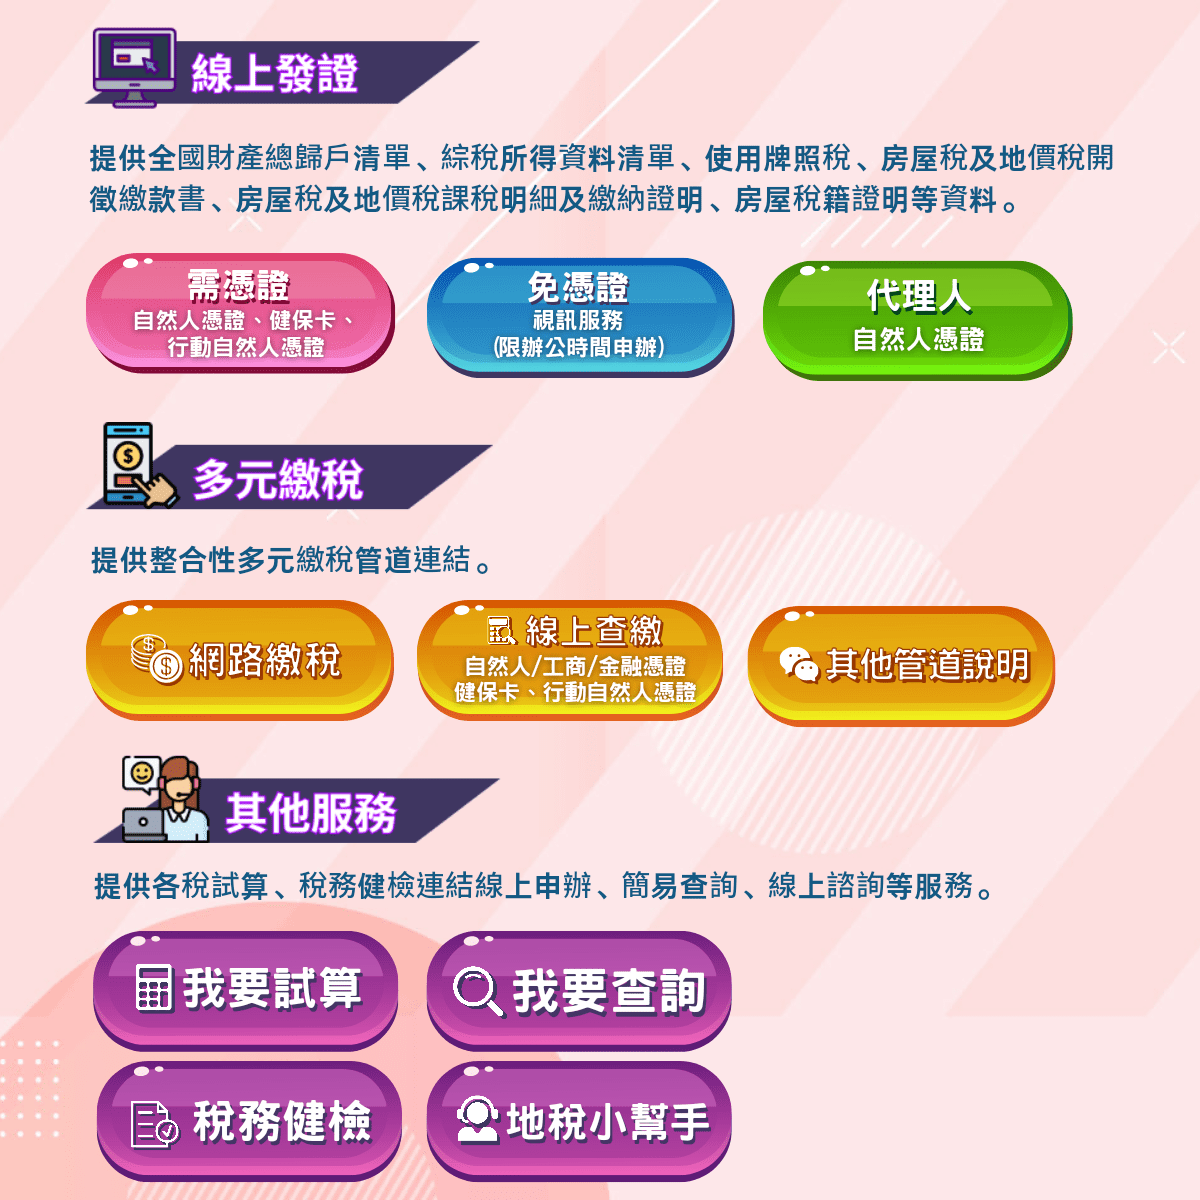 線上發證
提供全國財產總歸戶清單、綜稅所得資料清單、使用牌照稅、房屋稅及地價稅開
徵繳款書、房屋稅及地價稅課稅明細及繳納證明、房屋稅籍證明等資料。
需憑證
自然人憑證、健保卡、
行動自然人憑證
免憑證
視訊服務
(限辦公時間申辦)
代理人
自然人憑證
多元繳稅
提供整合性多元繳稅管道連結。
網路繳稅
線上查繳
自然人/工商/金融憑證
健保卡、行動自然人憑證
其他管道說明
其他服務
提供各稅試算、稅務健檢連結線上申辦、簡易查詢、線上諮詢等服務。
我要試算
我要查詢
稅務健檢
地稅小幫手